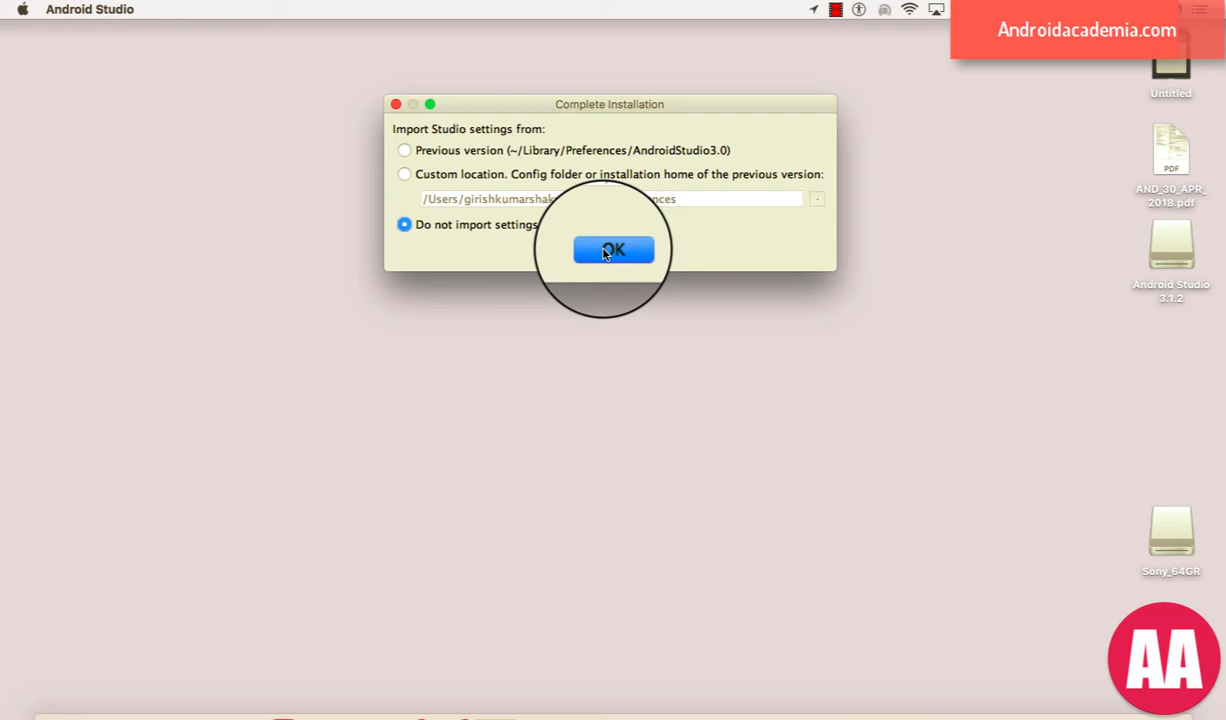 Android Studio
Androidacademia.com
Untitled
Complete Installation
Import Studio settings from:
Previous version (~/Library/Preferences/AndroidStudio3.0)
Custom location. Config folder or installation home of the previous version:
Do not import settings
OK
PDF
AND_30_APR_
2018.pdf
Android Studio
3.1.2
Sony_64GR
AA